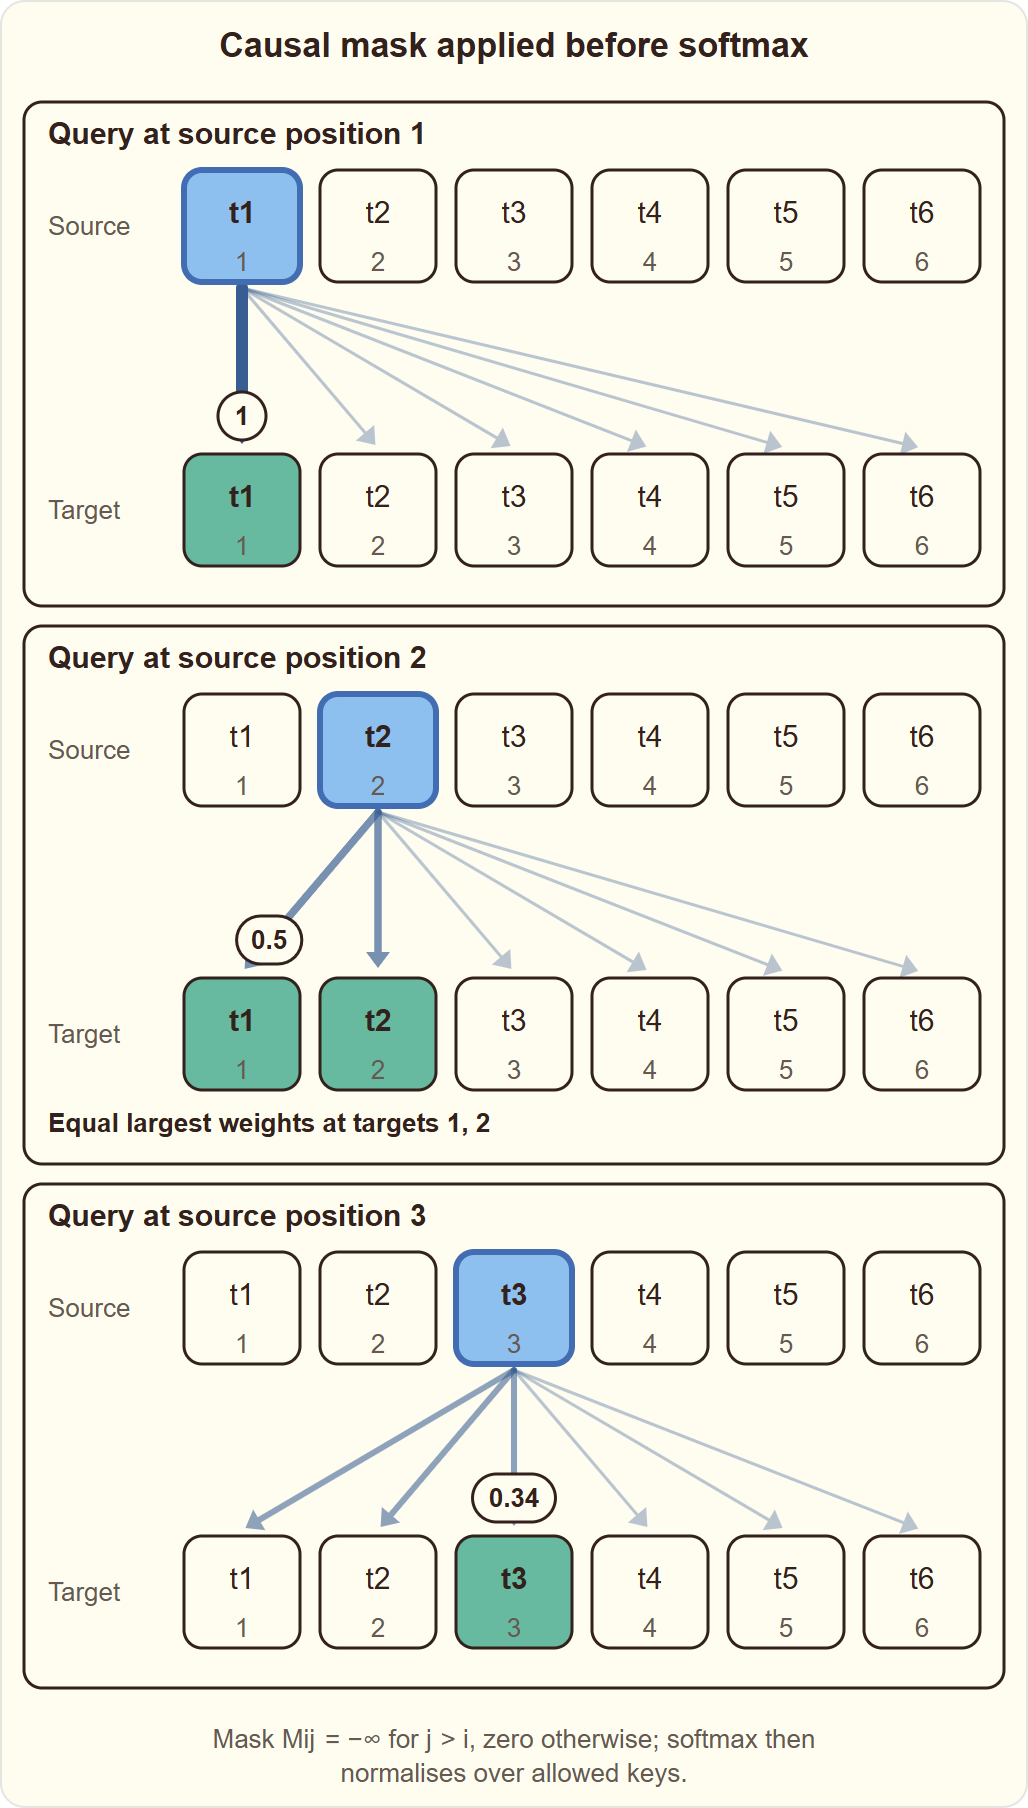 Causal mask applied before softmax
Query at source position 1
Source
t1 t2 t3 t4 t5 t6
1 2 3 4 5 6
1
Target
t1 t2 t3 t4 t5 t6
1 2 3 4 5 6
Query at source position 2
Source
t1 t2 t3 t4 t5 t6
1 2 3 4 5 6
0.5
Target
t1 t2 t3 t4 t5 t6
1 2 3 4 5 6
Equal largest weights at targets 1, 2
Query at source position 3
Source
t1 t2 t3 t4 t5 t6
1 2 3 4 5 6
0.34
Target
t1 t2 t3 t4 t5 t6
1 2 3 4 5 6
Mask Mij = −∞ for j > i, zero otherwise; softmax then
normalises over allowed keys.